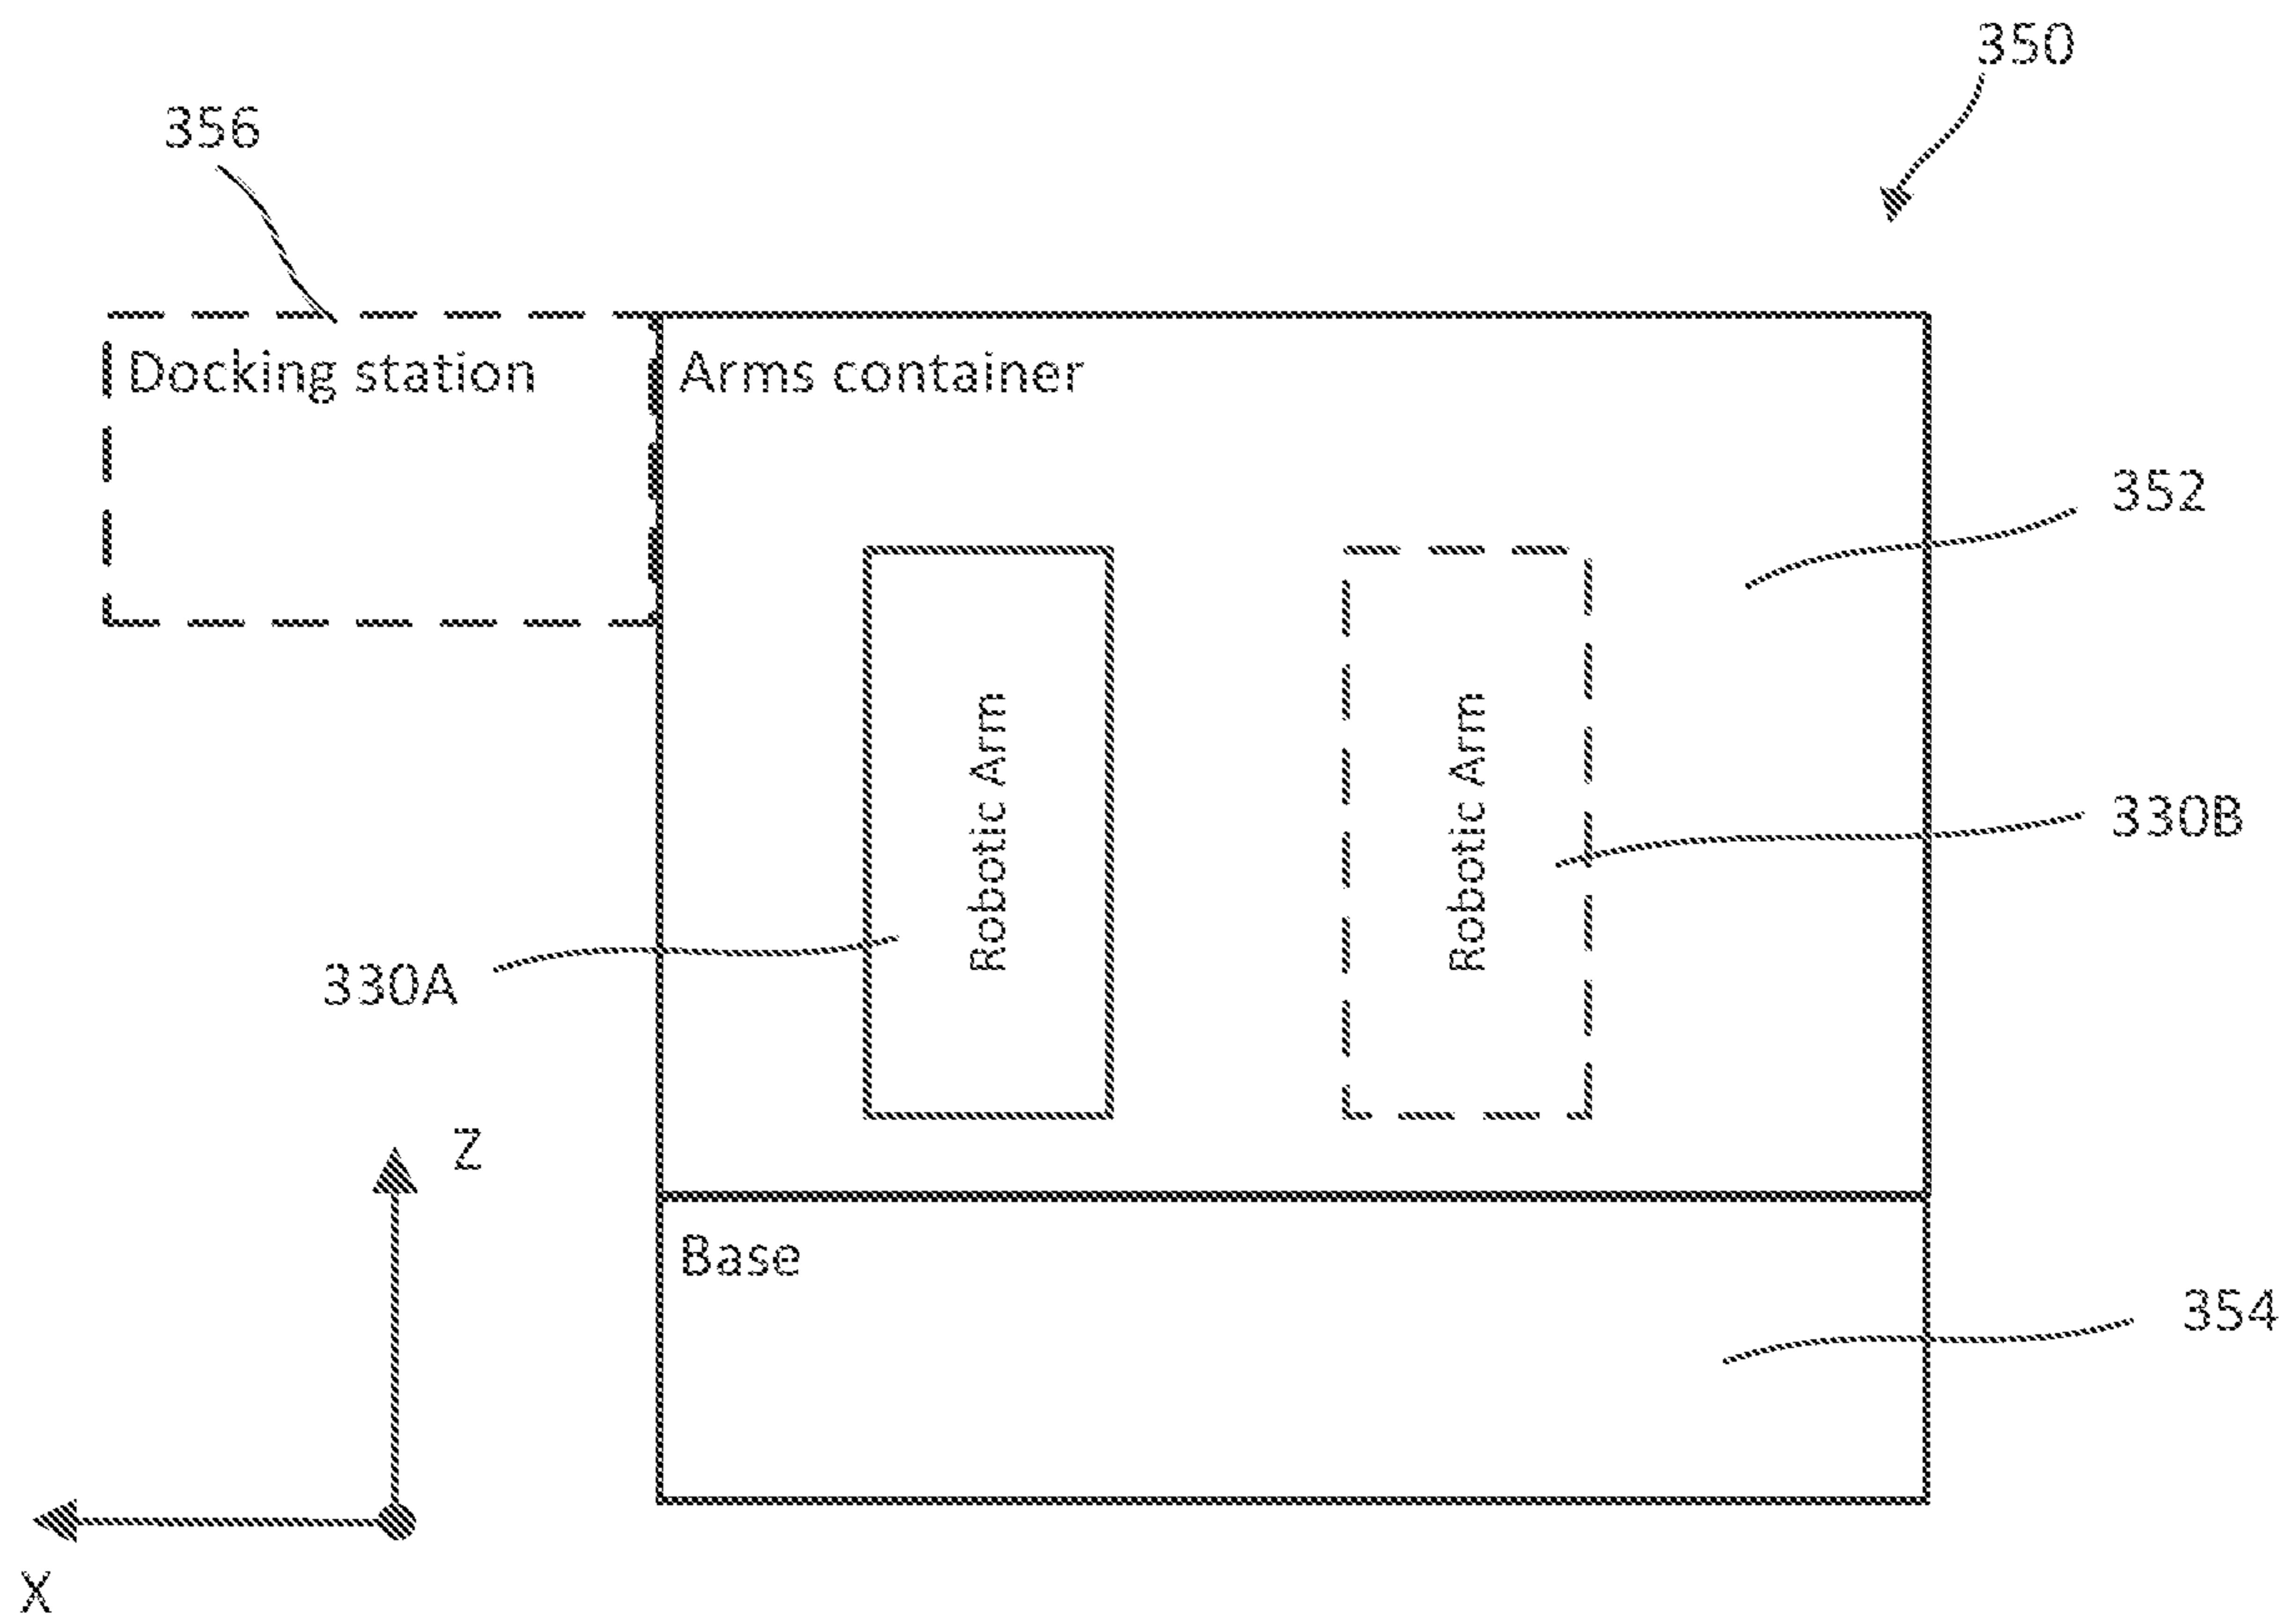 350
356
Docking station
Arms container
352
Robotic Arm
Robotic Arm
330B
330A
Z
Base
354
X